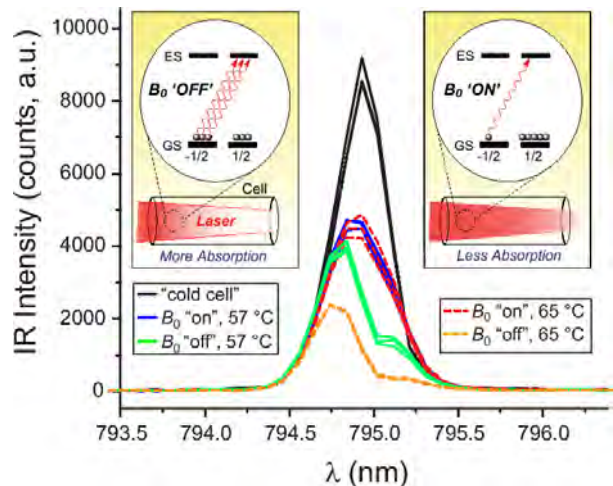 10000
8000
6000
4000
2000
0
IR Intensity (counts, a.u.)
ES
B0 'OFF'
GS
-1/2 1/2
Cell
Laser
More Absorption
ES
B0 'ON'
GS
-1/2 1/2
Less Absorption
"cold cell"
B0 "on", 57 °C
B0 "off", 57 °C
B0 "on", 65 °C
B0 "off", 65 °C
793.5 794.0 794.5 795.0 795.5 796.0
λ (nm)